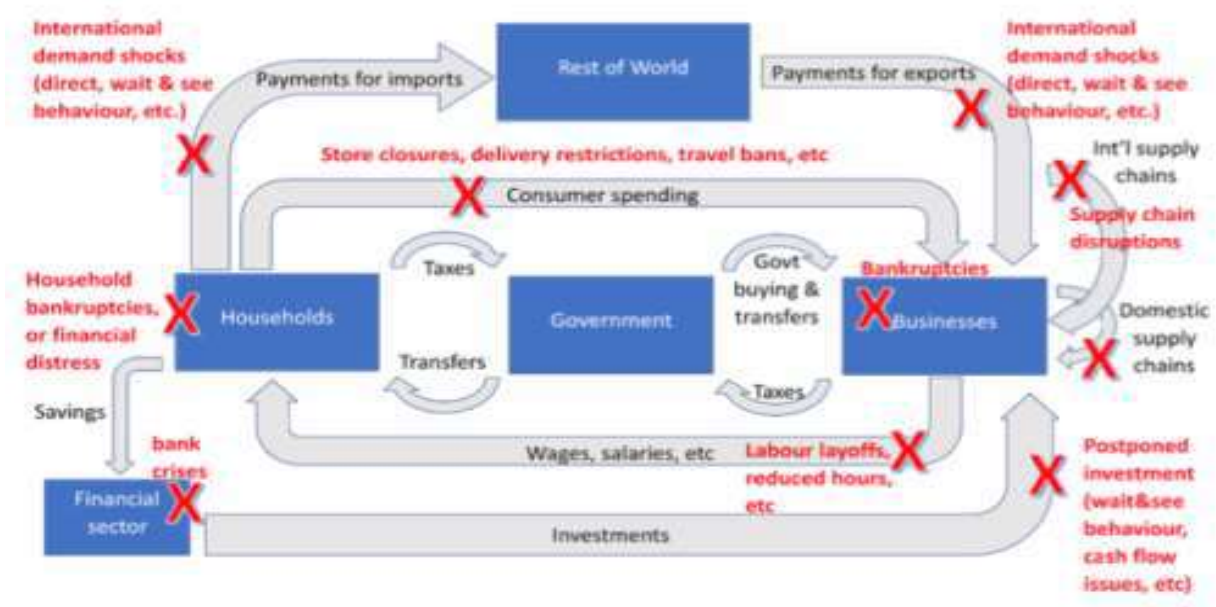 International
demand shocks
(direct, wait & see
behaviour, etc.)
Payments for imports
Rest of World
Payments for exports
International
demand shocks
(direct, wait & see
behaviour, etc.)
Store closures, delivery restrictions, travel bans, etc
Consumer spending
Int'l supply
chains
Supply chain
disruptions
Household
bankruptcies,
or financial
distress
Households
Taxes
Transfers
Government
Govt
buying &
transfers
Taxes
Bankruptcies
Businesses
Domestic
supply
chains
Savings
bank
crises
Financial
sector
Wages, salaries, etc
Labour layoffs,
reduced hours,
etc
Investments
Postponed
investment
(wait&see
behaviour,
cash flow
issues, etc)